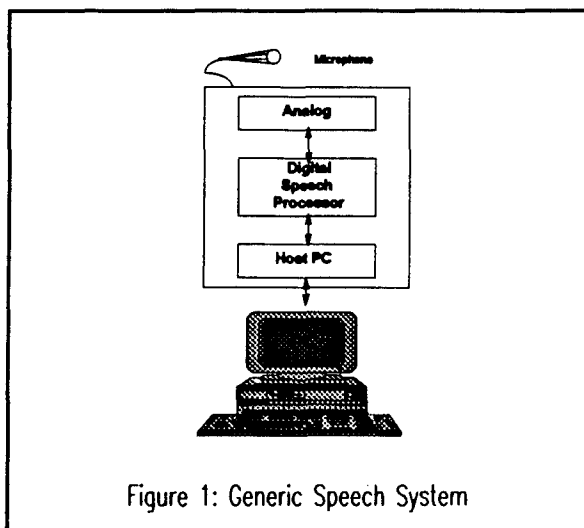 Microphone
Analog
Digital
Speech
Processor
Host PC
Figure 1: Generic Speech System